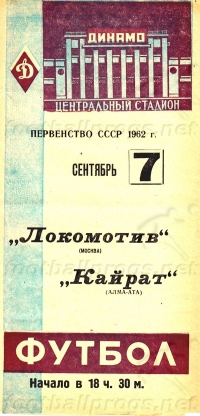 Д
ДИНАМО
ЦЕНТРАЛЬНЫЙ СТАДИОН
ПЕРВЕНСТВО СССР 1962 г.
СЕНТЯБРЬ 7
„Локомотив“
(МОСКВА)
„Кайрат“
(АЛМА-АТА)
ФУТБОЛ
Начало в 18 ч. 30 м.